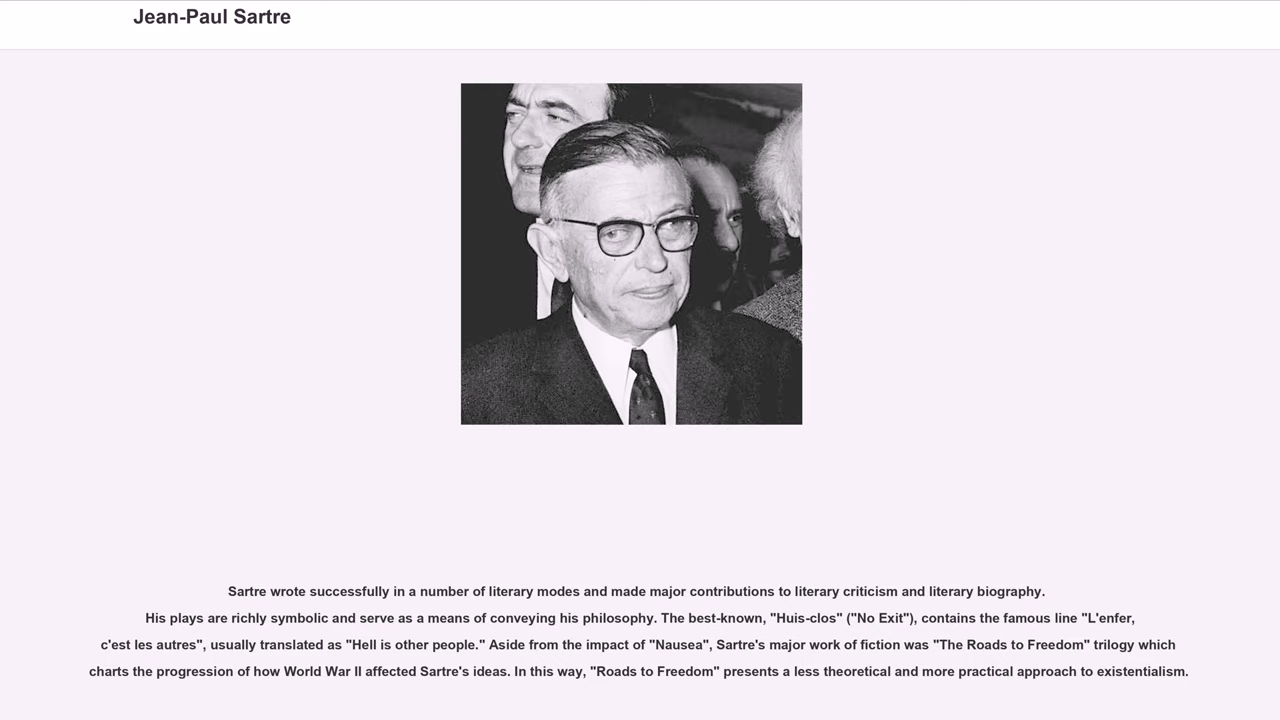 Jean-Paul Sartre
Sartre wrote successfully in a number of literary modes and made major contributions to literary criticism and literary biography.
His plays are richly symbolic and serve as a means of conveying his philosophy. The best-known, "Huis-clos" ("No Exit"), contains the famous line "L'enfer,
c'est les autres", usually translated as "Hell is other people." Aside from the impact of "Nausea", Sartre's major work of fiction was "The Roads to Freedom" trilogy which
charts the progression of how World War II affected Sartre's ideas. In this way, "Roads to Freedom" presents a less theoretical and more practical approach to existentialism.